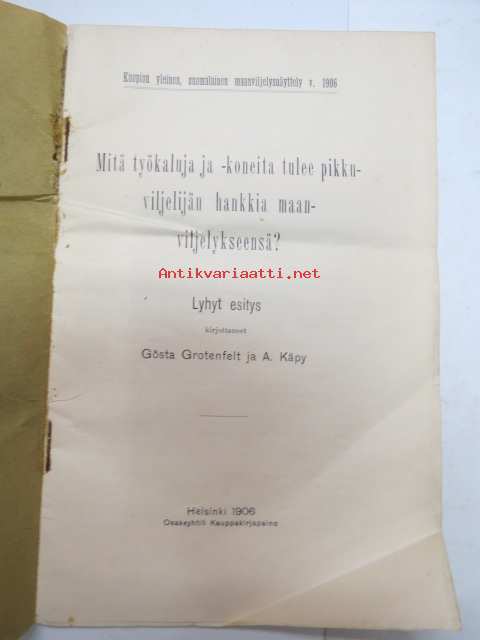 Kuopion yleinen, suomalainen maanviljelysnäyttely v. 1906
Mitä työkaluja ja -koneita tulee pikku-
viljelijän hankkia maan-
viljelykseensä?
Antikvariaatti.net
Lyhyt esitys
kirjoittaneet
Gösta Grotenfelt ja A. Käpy
Helsinki 1906
Osakeyhtiö Kauppakirjapaino